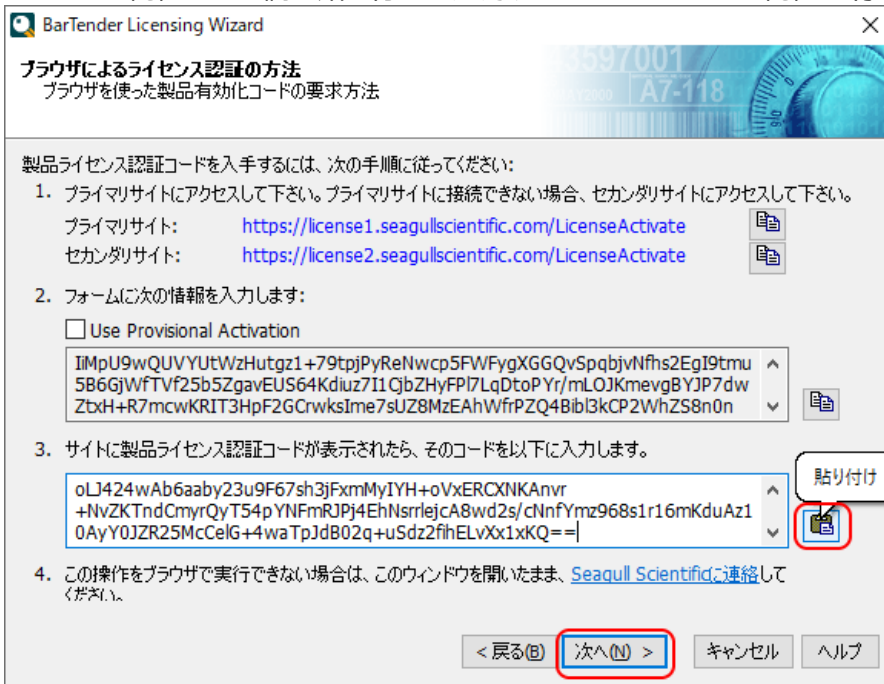 BarTender Licensing Wizard
ブラウザによるライセンス認証の方法
ブラウザを使った製品有効化コードの要求方法
3597001
A7-118
製品ライセンス認証コードを入手するには、次の手順に従ってください:
1. プライマリサイトにアクセスして下さい。プライマリサイトに接続できない場合、セカンダリサイトにアクセスして下さい。
プライマリサイト: https://license1.seagullscientific.com/LicenseActivate
セカンダリサイト: https://license2.seagullscientific.com/LicenseActivate
2. フォームに次の情報を入力します:
Use Provisional Activation
IiMpU9wQUVYUtWzHutgz1+79tpjPyReNwcp5FWFygXGGQvSpqbjvNfhs2EgI9tmu
5B6GjWfTVf25b5ZgavEUS64Kdiuz7I1CjbZHyFPl7LqDtoPYr/mLOJKmevgBYJP7dw
ZtxH+R7mcwKRIT3HpF2GCrwksIme7sUZ8MzEAhWfrPZQ4Bibl3kCP2WhZS8n0n
3. サイトに製品ライセンス認証コードが表示されたら、そのコードを以下に入力します。
貼り付け
oLJ424wAb6aaby23u9F67sh3jFxmMyIYH+oVxERCXNKAnvr
+NvZKTndCmyrQyT54pYNFmRJPj4EhNsrrlejcA8wd2s/cNnfYmz968s1r16mKduAz1
0AyY0JZR25McCelG+4waTpJdB02q+uSdz2fihELvXx1xKQ==
4. この操作をブラウザで実行できない場合は、このウィンドウを開いたまま、Seagull Scientificに連絡して
ください。
< 戻る(B)
次へ(N) >
キャンセル
ヘルプ